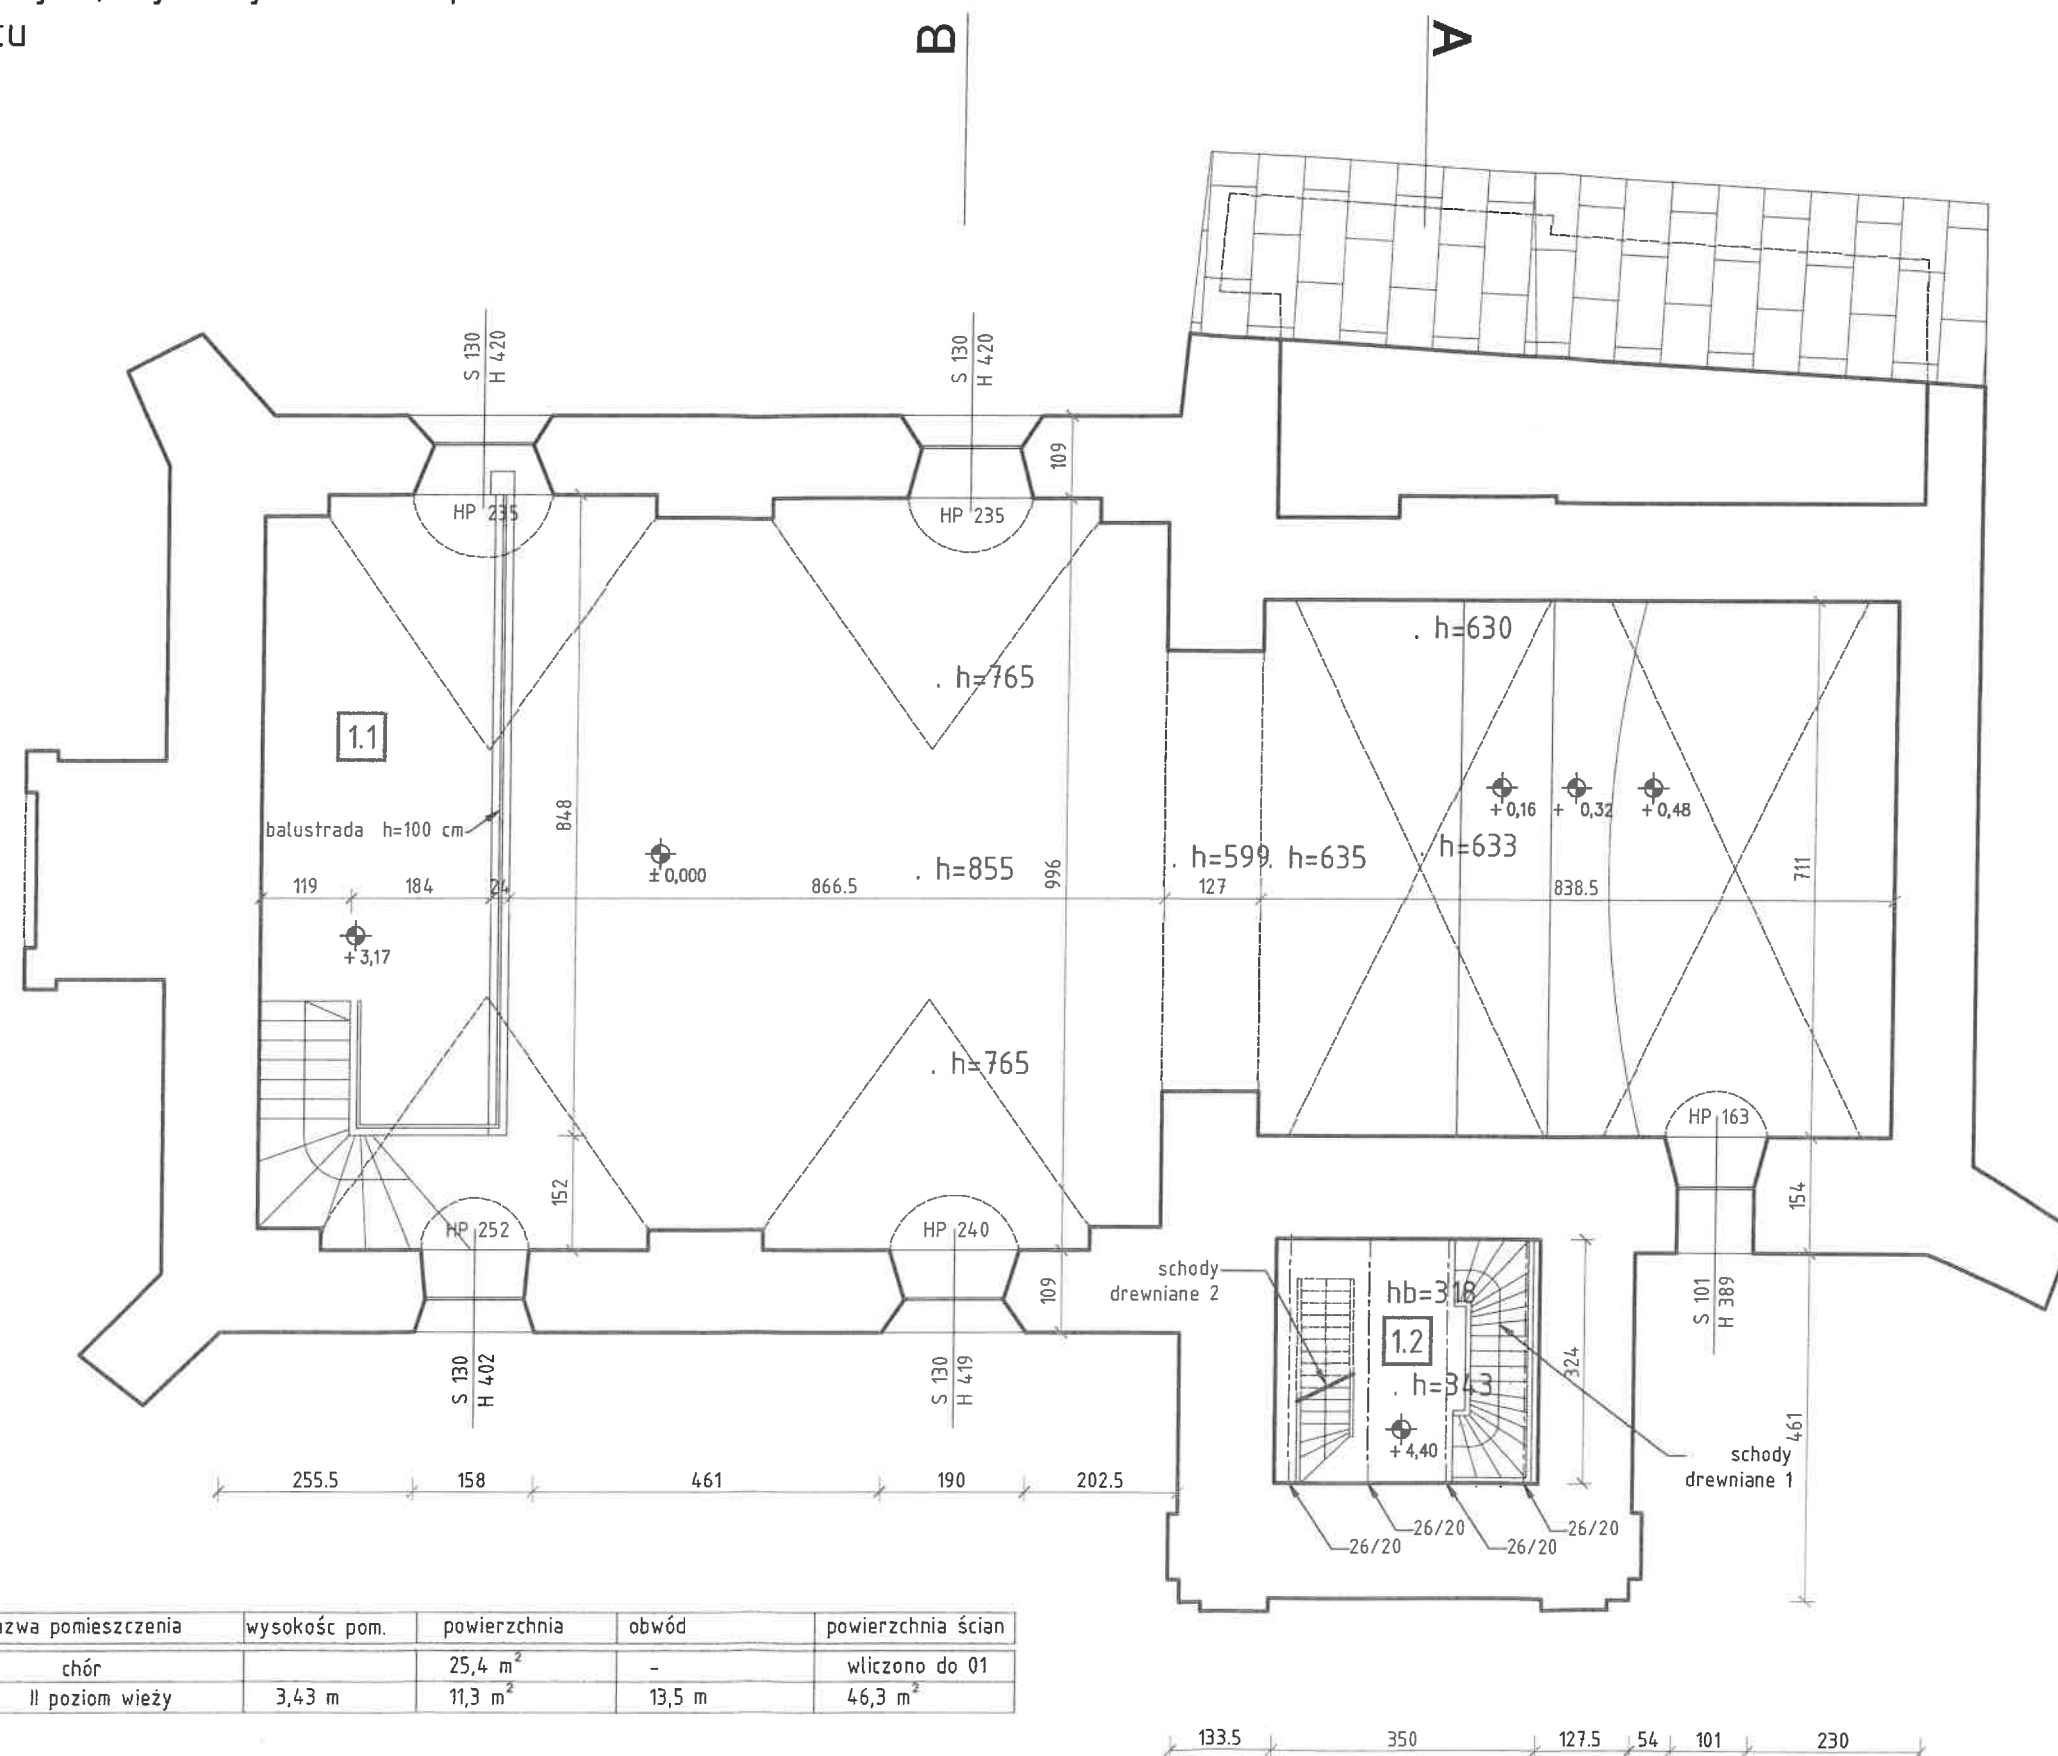 B
A
S 130
H 420
S 130
H 420
109
HP 235
HP 235
. h=630
. h=765
1.1
+0,16
+ 0,32
+0,48
balustrada h=100 cm
848
±0,000
. h=855
996
. h=599
. h=635
. h=633
711
119
184
24
866.5
127
838.5
+3,17
. h=765
HP 163
152
HP 252
HP 240
154
109
schody
drewniane 2
hb=318
1.2
. h=343
+4,40
324
S 101
H 389
S 130
H 402
S 130
H 419
461
schody
drewniane 1
255.5
158
461
190
202.5
26/20
26/20
26/20
26/20
zwa pomieszczenia
wysokośc pom.
powierzchnia
obwód
powierzchnia ścian
chór
25,4 m²
-
wliczono do 01
II poziom wieży
3,43 m
11,3 m²
13,5 m
46,3 m²
133.5
350
127.5
54
101
230